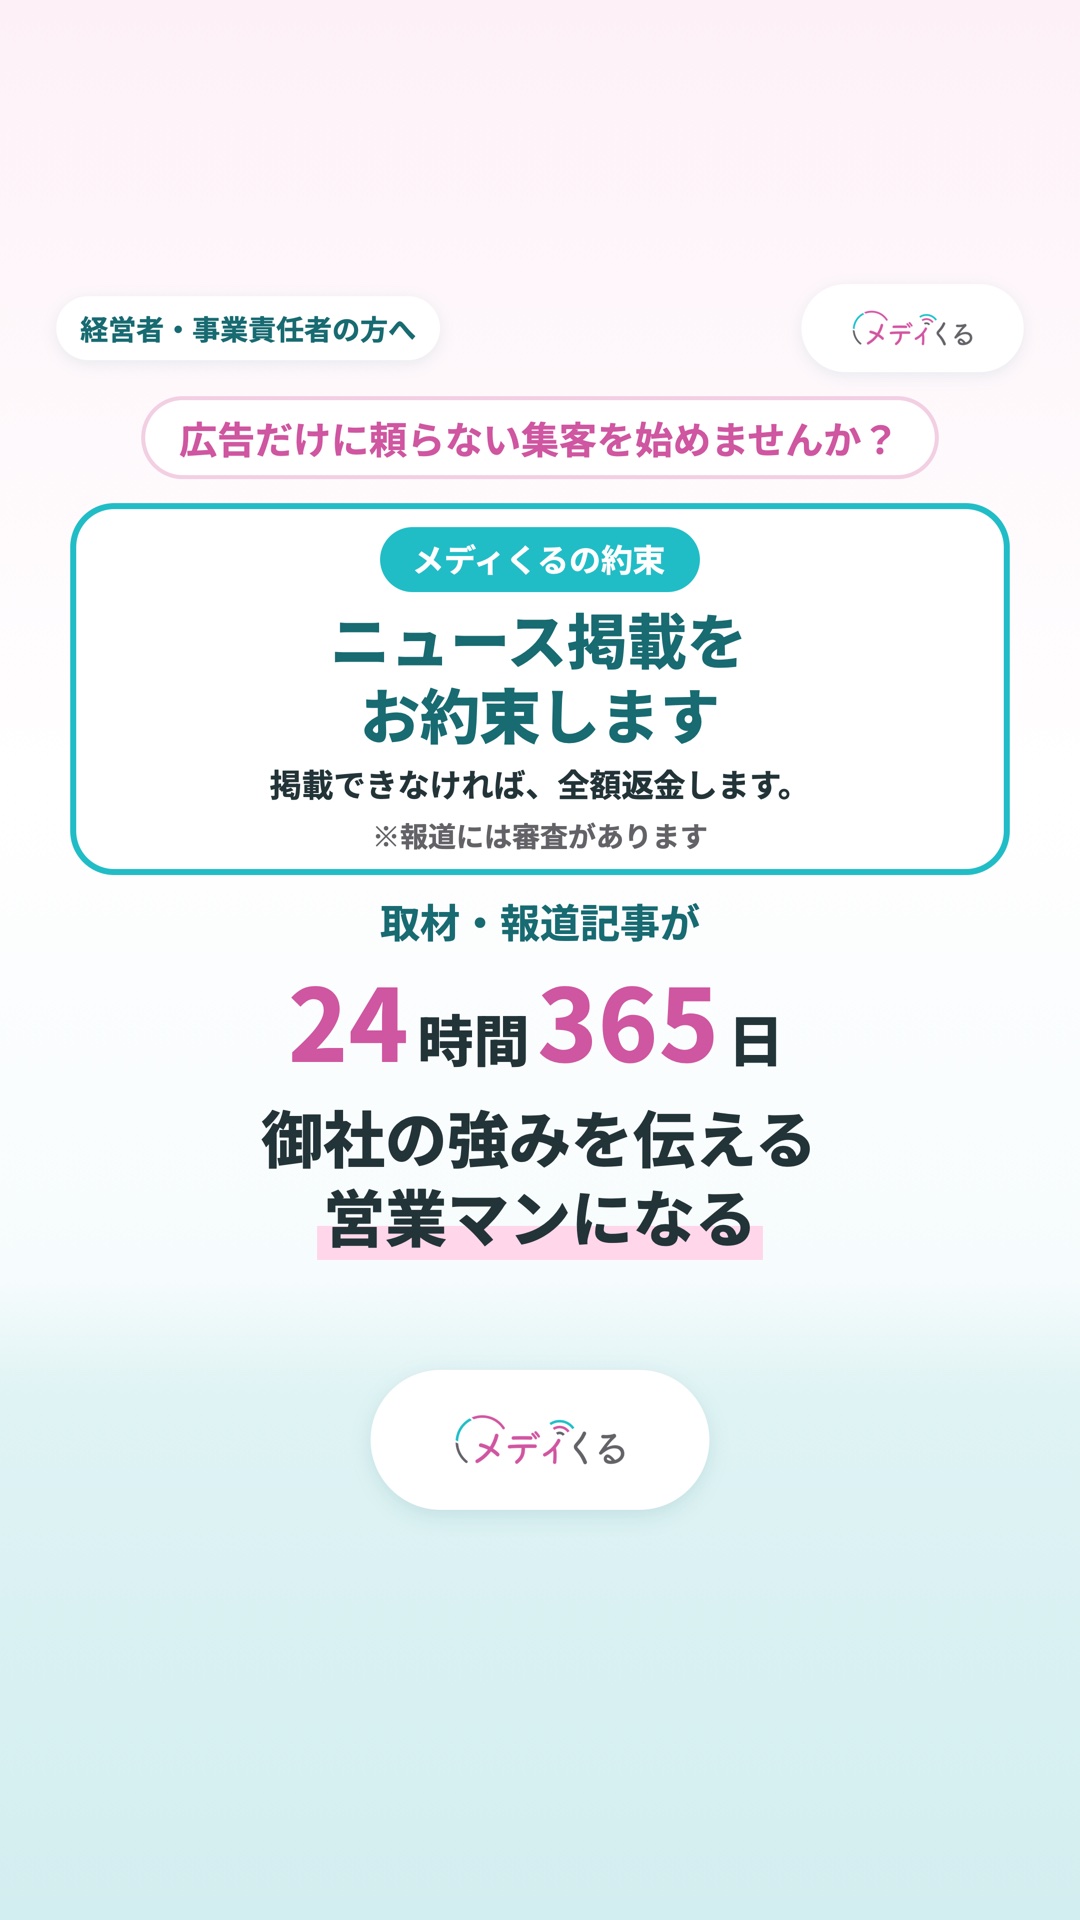 経営者・事業責任者の方へ
メディくる
広告だけに頼らない集客を始めませんか？
メディくるの約束
ニュース掲載を
お約束します
掲載できなければ、全額返金します。
※報道には審査があります
取材・報道記事が
24時間365日
御社の強みを伝える
営業マンになる
メディくる